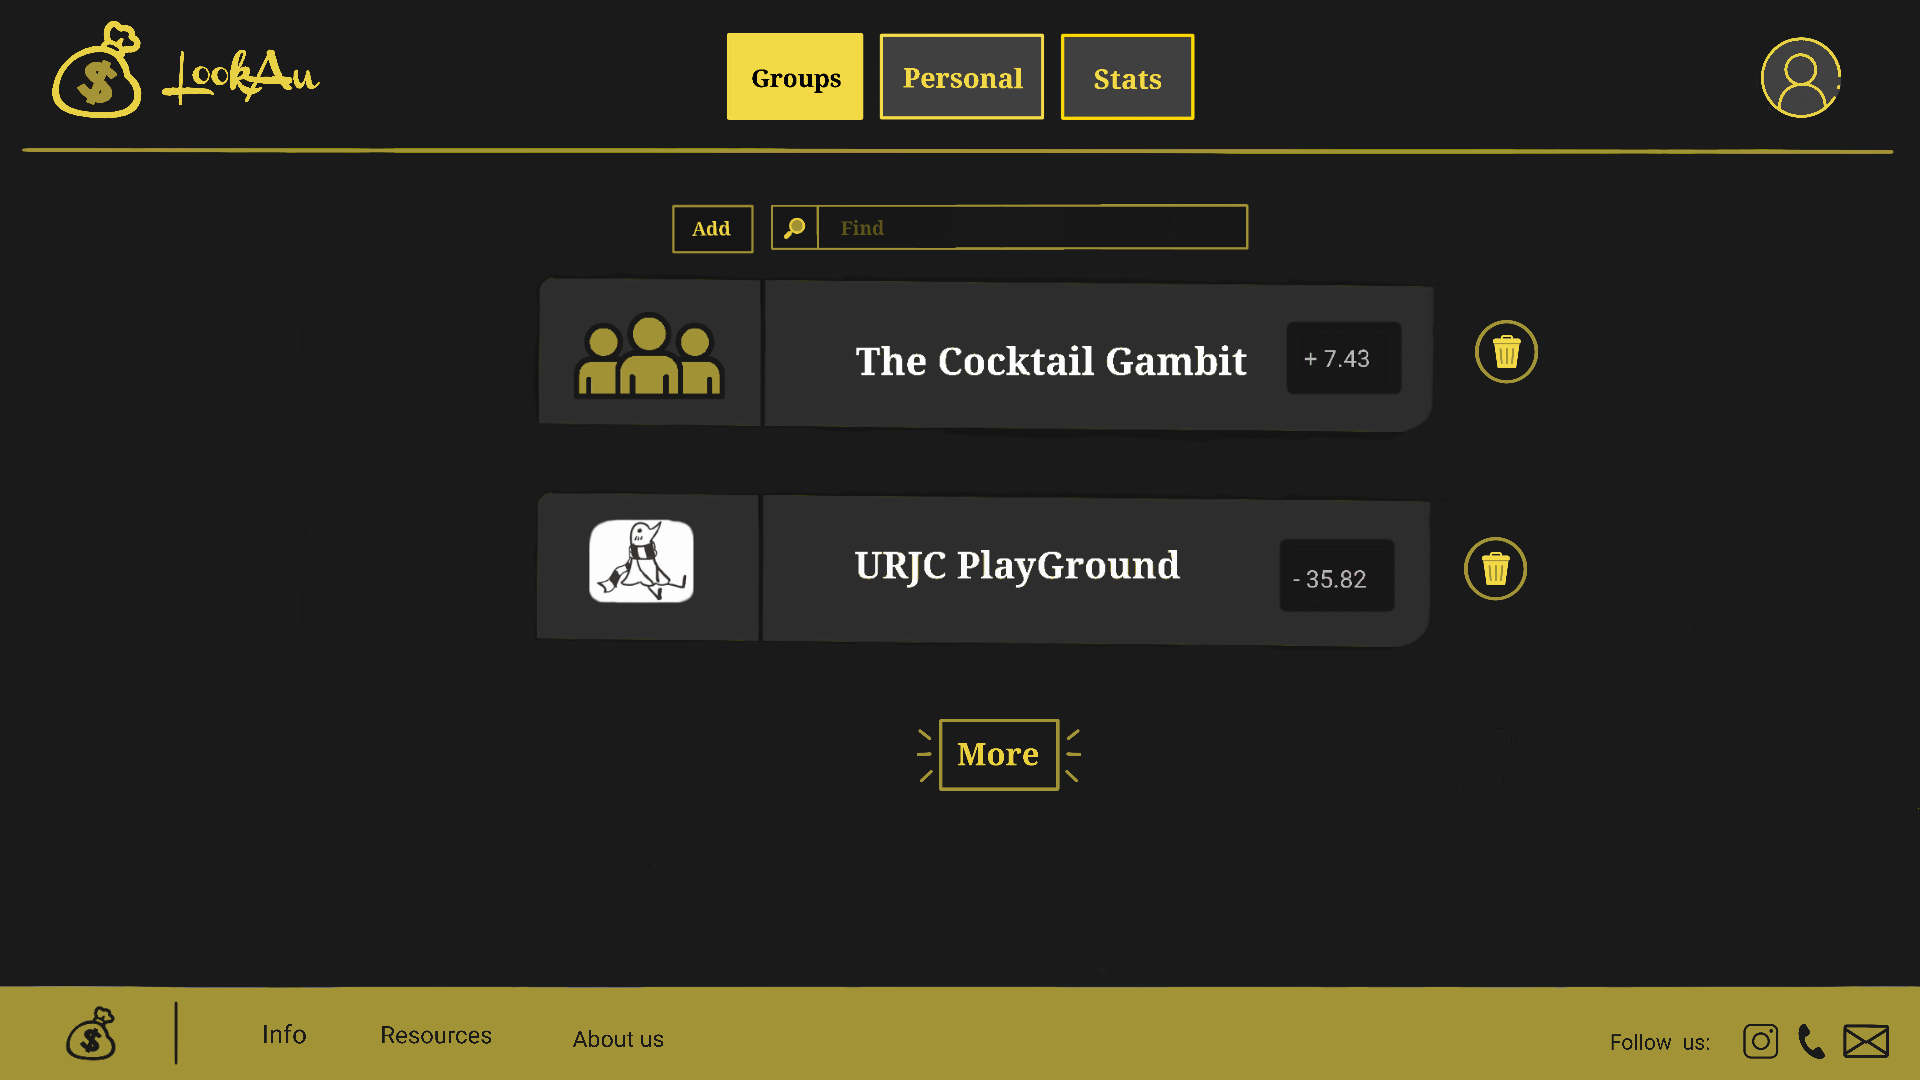 LookAu
Groups
Personal
Stats
Add
Find
The Cocktail Gambit
+ 7.43
URJC PlayGround
- 35.82
More
$
Info
Resources
About us
Follow us: